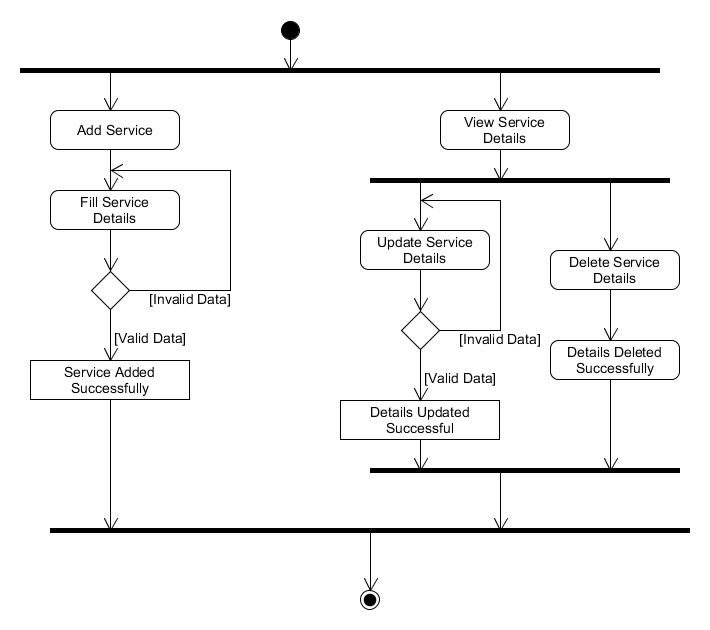 Add Service
View Service
Details
Fill Service
Details
Update Service
Details
Delete Service
Details
[Invalid Data]
[Valid Data]
[Invalid Data]
Details Deleted
Successfully
Service Added
Successfully
[Valid Data]
Details Updated
Successful